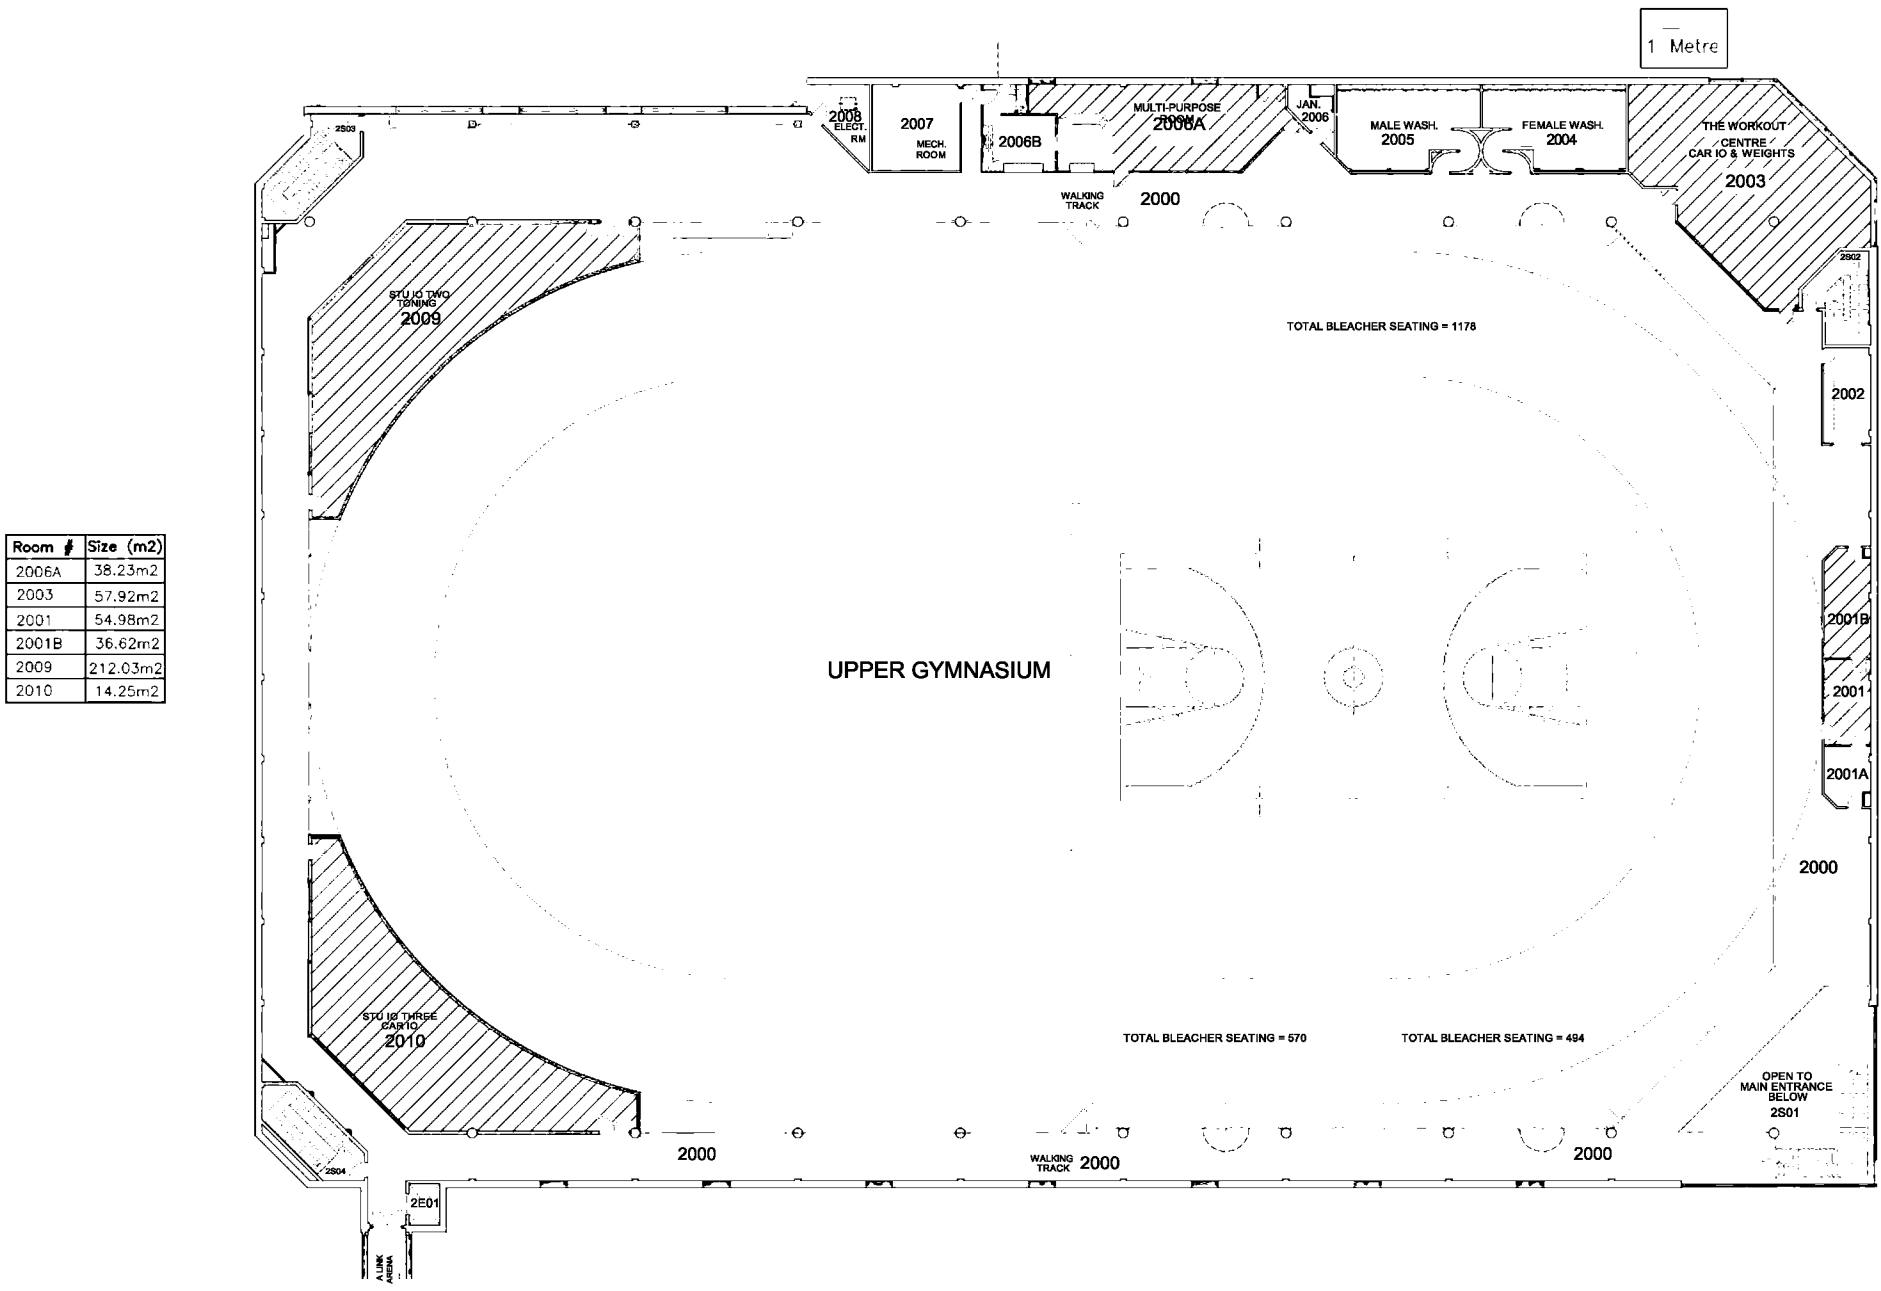 1 Metre
2S03
2008
ELECT.
RM
2007
MECH.
ROOM
2006B
MULTI-PURPOSE
ROOM
2006A
JAN.
2006
MALE WASH.
2005
FEMALE WASH.
2004
THE WORKOUT
CENTRE
CAR IO & WEIGHTS
2003
WALKING
TRACK
2000
2S02
STU IO TWO
TONING
2009
TOTAL BLEACHER SEATING = 1178
2002
Room # Size (m2)
2006A 38.23m2
2003 57.92m2
2001 54.98m2
2001B 36.62m2
2009 212.03m2
2010 14.25m2
2001B
UPPER GYMNASIUM
2001
2001A
2000
STU IO THREE
CAR IO
2010
TOTAL BLEACHER SEATING = 570
TOTAL BLEACHER SEATING = 494
OPEN TO
MAIN ENTRANCE
BELOW
2S01
2000
WALKING
TRACK
2000
2000
2S04
2E01
A LINK
ARENA